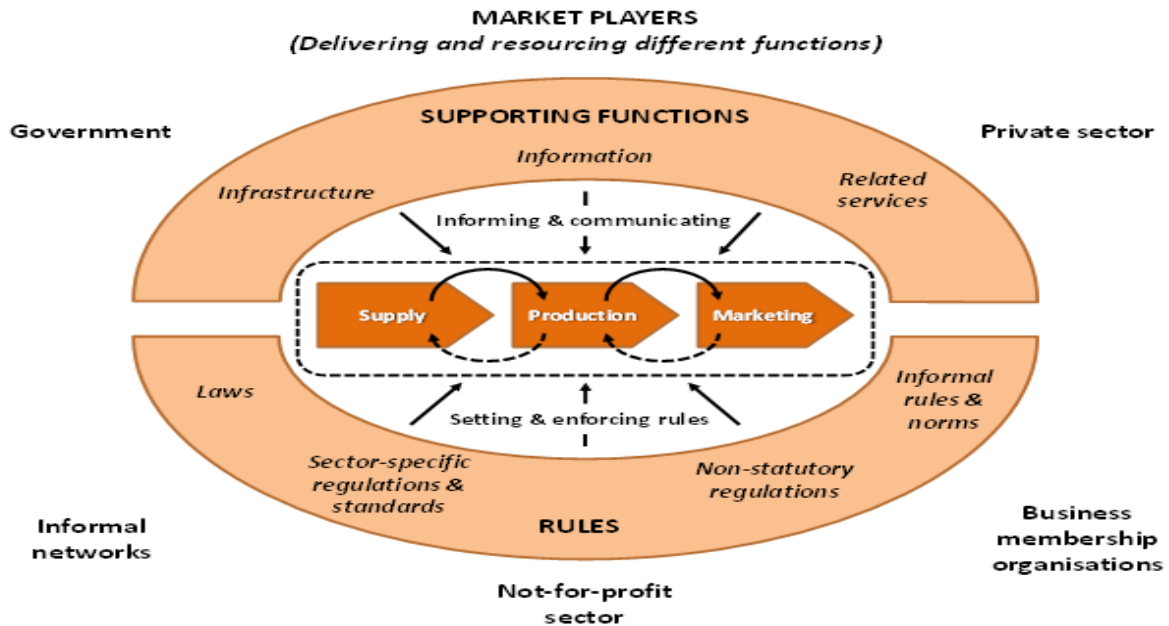 MARKET PLAYERS
(Delivering and resourcing different functions)
Government
Private sector
SUPPORTING FUNCTIONS
Information
Infrastructure
Related
services
Informing & communicating
Supply
Production
Marketing
Laws
Informal
rules &
norms
Setting & enforcing rules
Sector-specific
regulations &
standards
Non-statutory
regulations
RULES
Informal
networks
Business
membership
organisations
Not-for-profit
sector